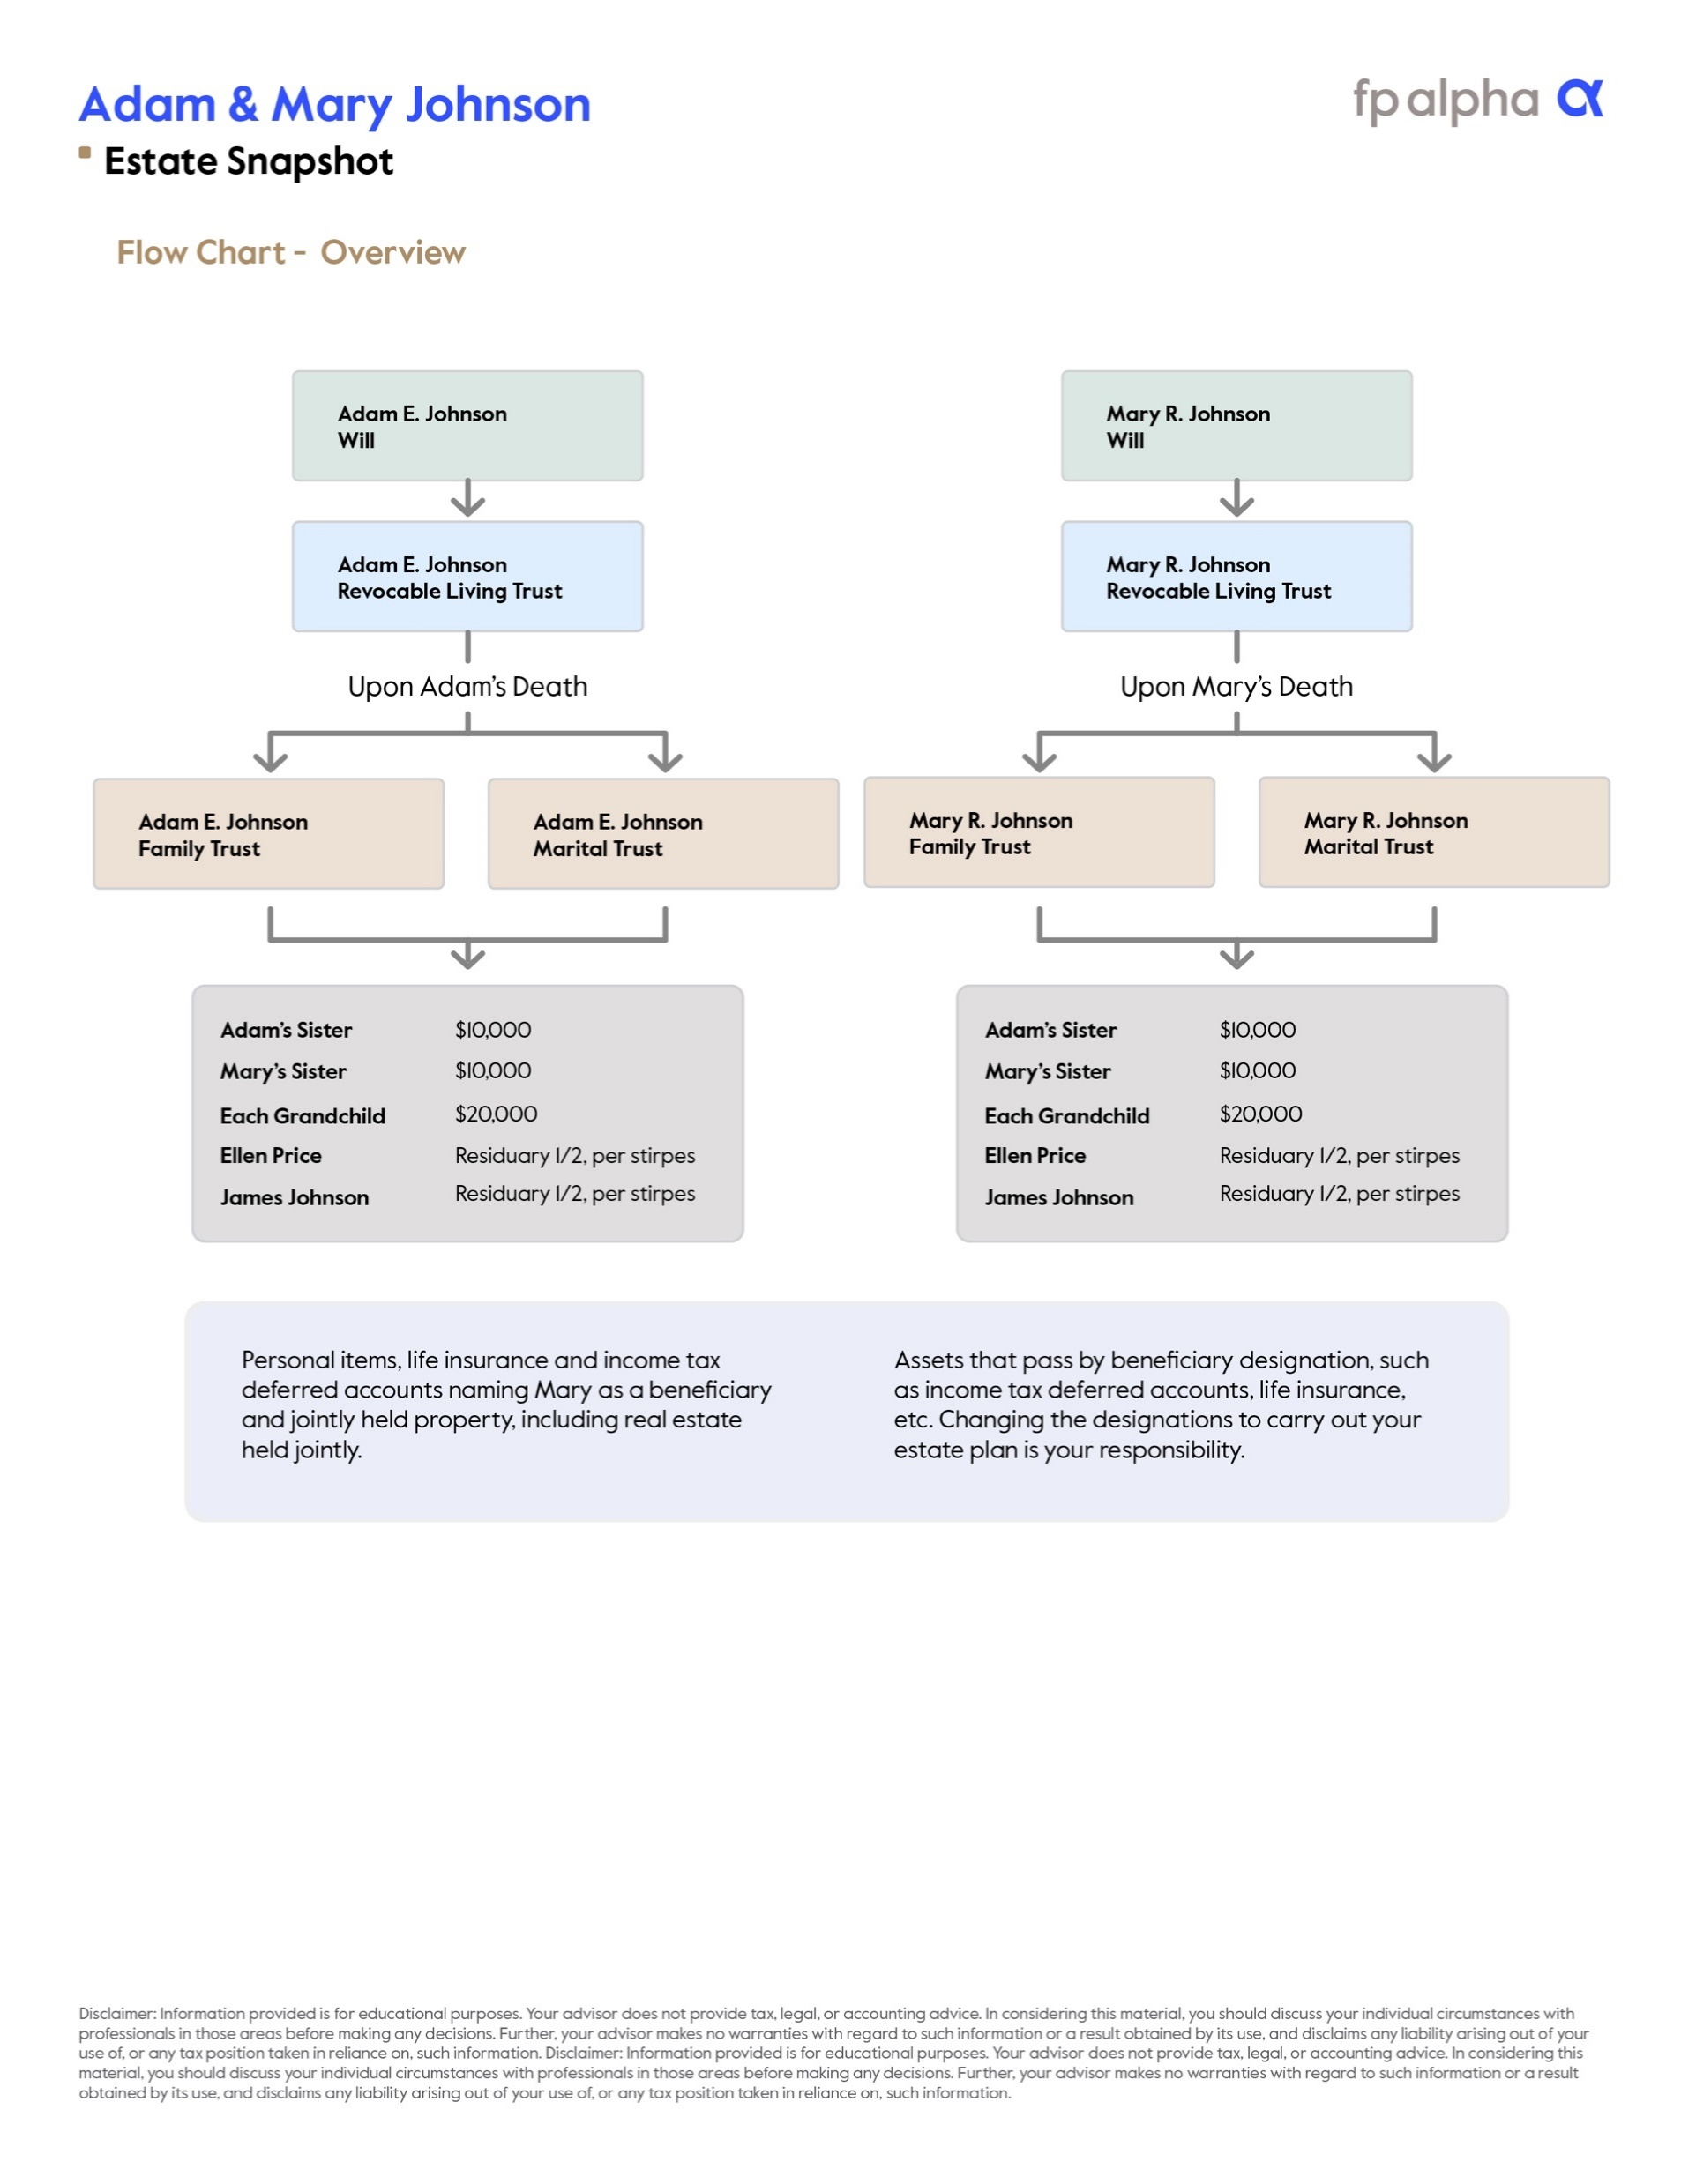 Adam & Mary Johnson
fp alpha
Estate Snapshot
Flow Chart - Overview
Adam E. Johnson
Will
Adam E. Johnson
Revocable Living Trust
Upon Adam's Death
Adam E. Johnson
Family Trust
Adam E. Johnson
Marital Trust
Adam's Sister $10,000
Mary's Sister $10,000
Each Grandchild $20,000
Ellen Price Residuary 1/2, per stirpes
James Johnson Residuary 1/2, per stirpes
Mary R. Johnson
Will
Mary R. Johnson
Revocable Living Trust
Upon Mary's Death
Mary R. Johnson
Family Trust
Mary R. Johnson
Marital Trust
Adam's Sister $10,000
Mary's Sister $10,000
Each Grandchild $20,000
Ellen Price Residuary 1/2, per stirpes
James Johnson Residuary 1/2, per stirpes
Personal items, life insurance and income tax
deferred accounts naming Mary as a beneficiary
and jointly held property, including real estate
held jointly.
Assets that pass by beneficiary designation, such
as income tax deferred accounts, life insurance,
etc. Changing the designations to carry out your
estate plan is your responsibility.
Disclaimer: Information provided is for educational purposes. Your advisor does not provide tax, legal, or accounting advice. In considering this material, you should discuss your individual circumstances with
professionals in those areas before making any decisions. Further, your advisor makes no warranties with regard to such information or a result obtained by its use, and disclaims any liability arising out of your
use of, or any tax position taken in reliance on, such information. Disclaimer: Information provided is for educational purposes. Your advisor does not provide tax, legal, or accounting advice. In considering this
material, you should discuss your individual circumstances with professionals in those areas before making any decisions. Further, your advisor makes no warranties with regard to such information or a result
obtained by its use, and disclaims any liability arising out of your use of, or any tax position taken in reliance on, such information.